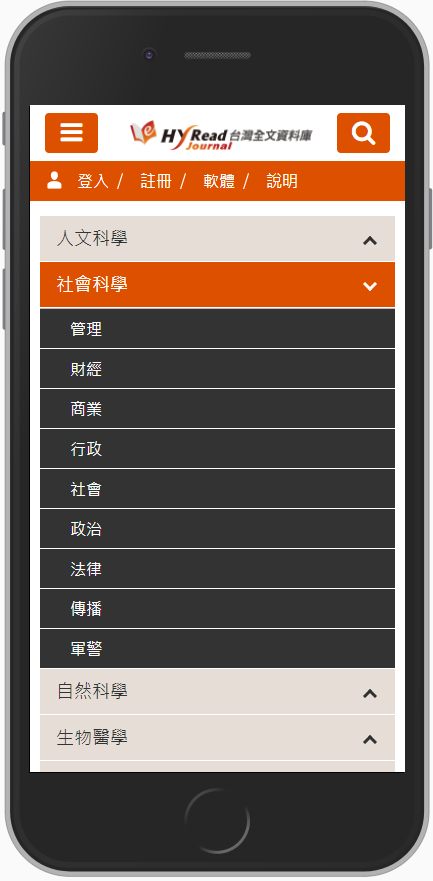 HYRead 台灣全文資料庫
Journal
登入 / 註冊 / 軟體 / 說明
人文科學
社會科學
管理
財經
商業
行政
社會
政治
法律
傳播
軍警
自然科學
生物醫學